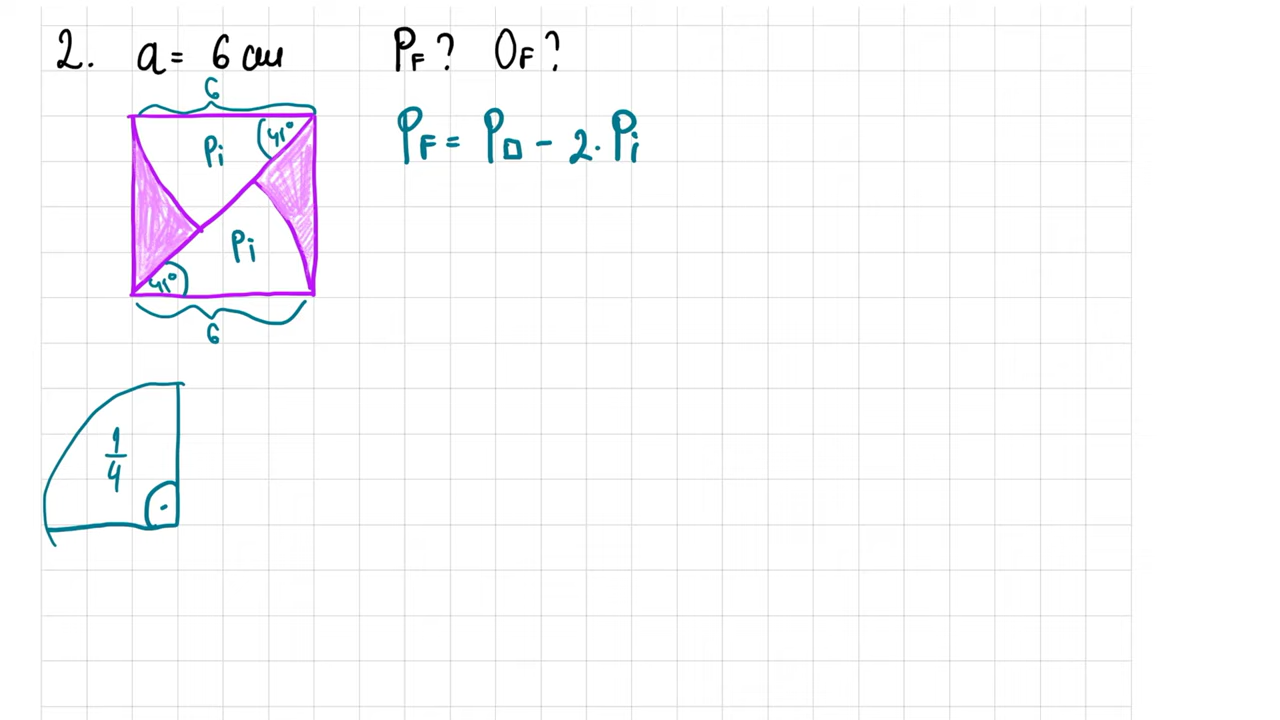 2. a = 6 cm P_F ? O_F ?
6
P_F = P_□ - 2 · P_i
45°
P_i
P_i
45°
6
1/4